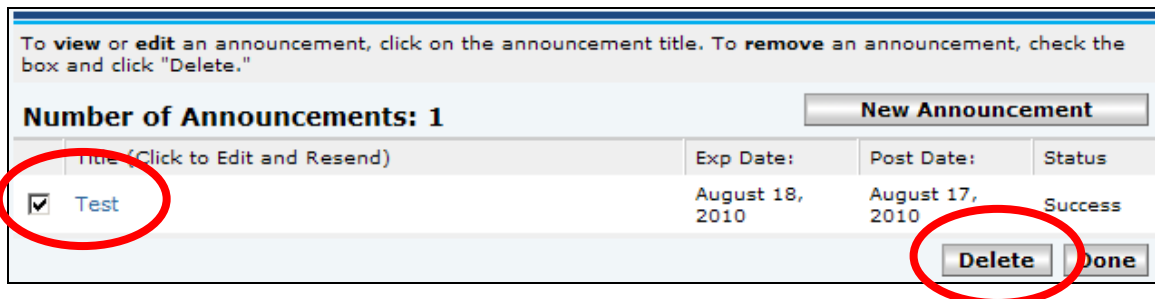 To view or edit an announcement, click on the announcement title. To remove an announcement, check the
box and click "Delete."
Number of Announcements: 1
New Announcement
Title (Click to Edit and Resend) Exp Date: Post Date: Status
Test August 18, 2010 August 17, 2010 Success
Delete Done